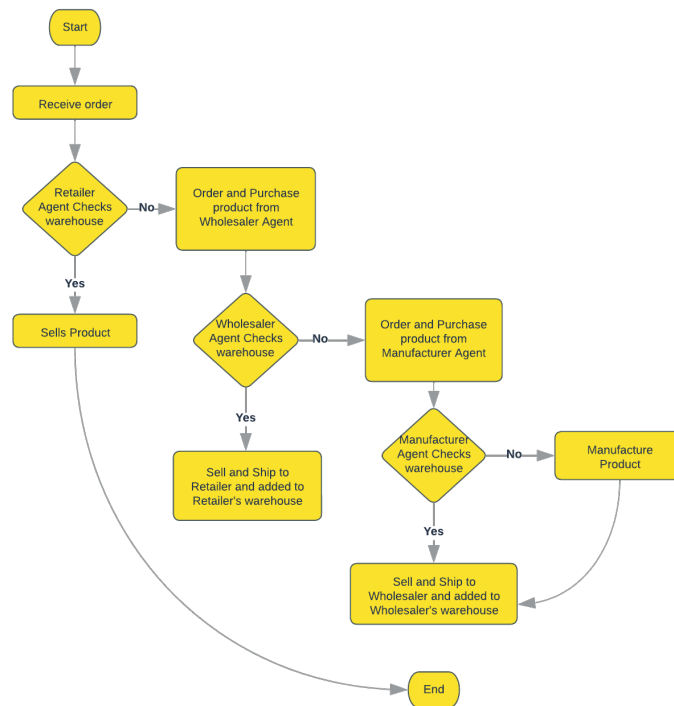 Start
Receive order
Retailer
Agent Checks
warehouse
No
Order and Purchase
product from
Wholesaler Agent
Yes
Sells Product
Wholesaler
Agent Checks
warehouse
No
Order and Purchase
product from
Manufacturer Agent
Yes
Sell and Ship to
Retailer and added to
Retailer's warehouse
Manufacturer
Agent Checks
warehouse
No
Manufacture
Product
Yes
Sell and Ship to
Wholesaler and added to
Wholesaler's warehouse
End